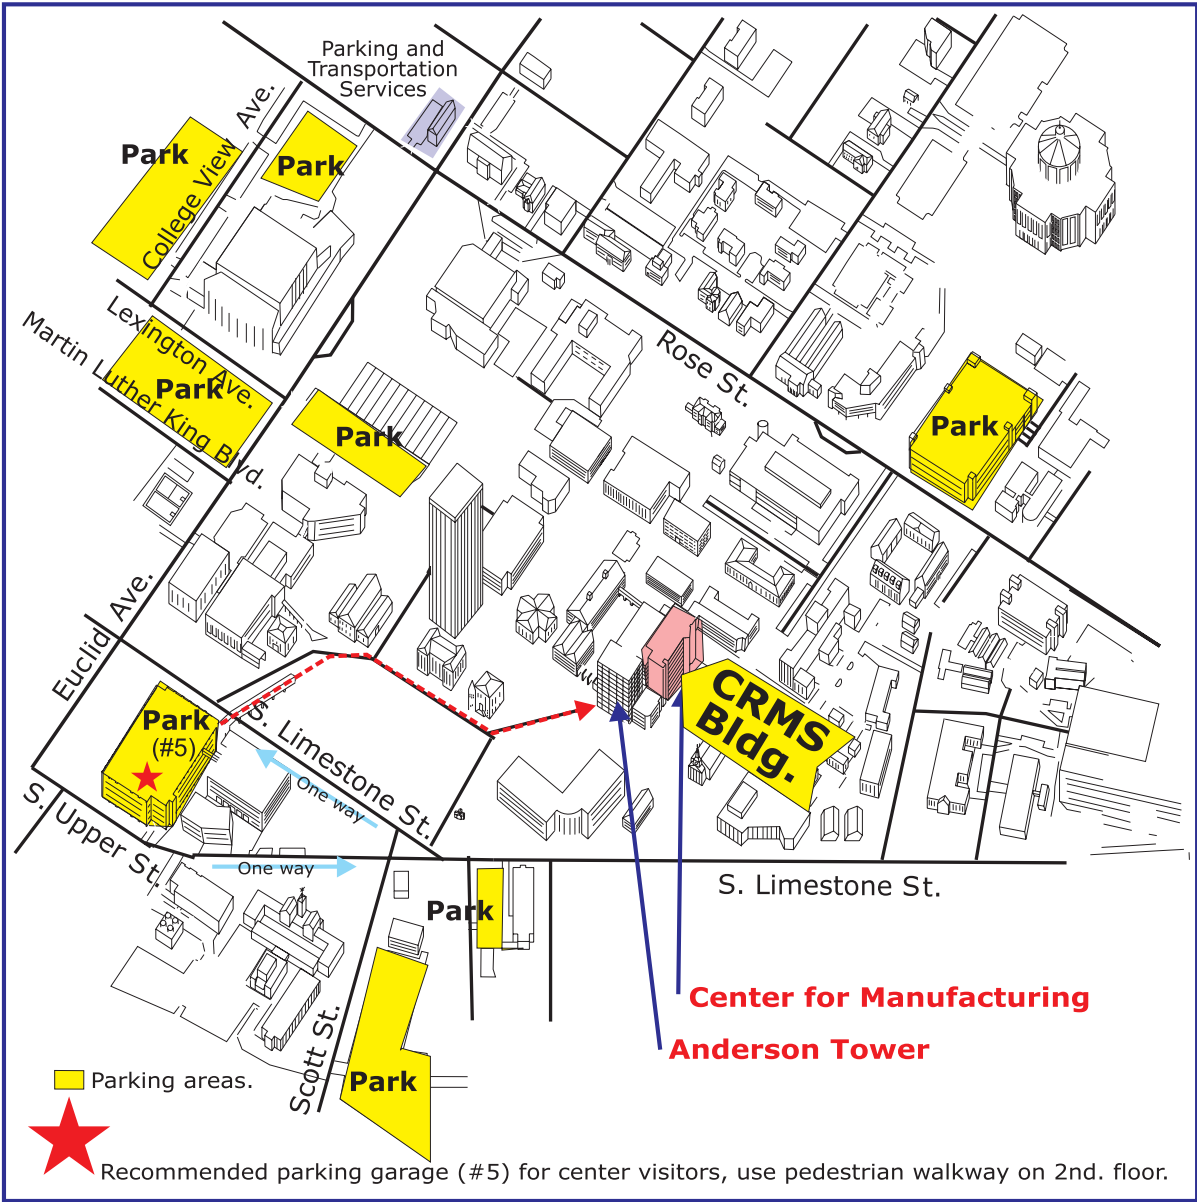 Parking and
Transportation
Services
College View Ave.
Park
Park
Lexington Ave.
Martin Luther King Blvd.
Park
Park
Rose St.
Park
Euclid Ave.
Park
(#5)
S. Limestone St.
One way
S. Upper St.
One way
CRMS
Bldg.
S. Limestone St.
Park
Center for Manufacturing
Anderson Tower
Scott St.
Park
Parking areas.
Recommended parking garage (#5) for center visitors, use pedestrian walkway on 2nd. floor.